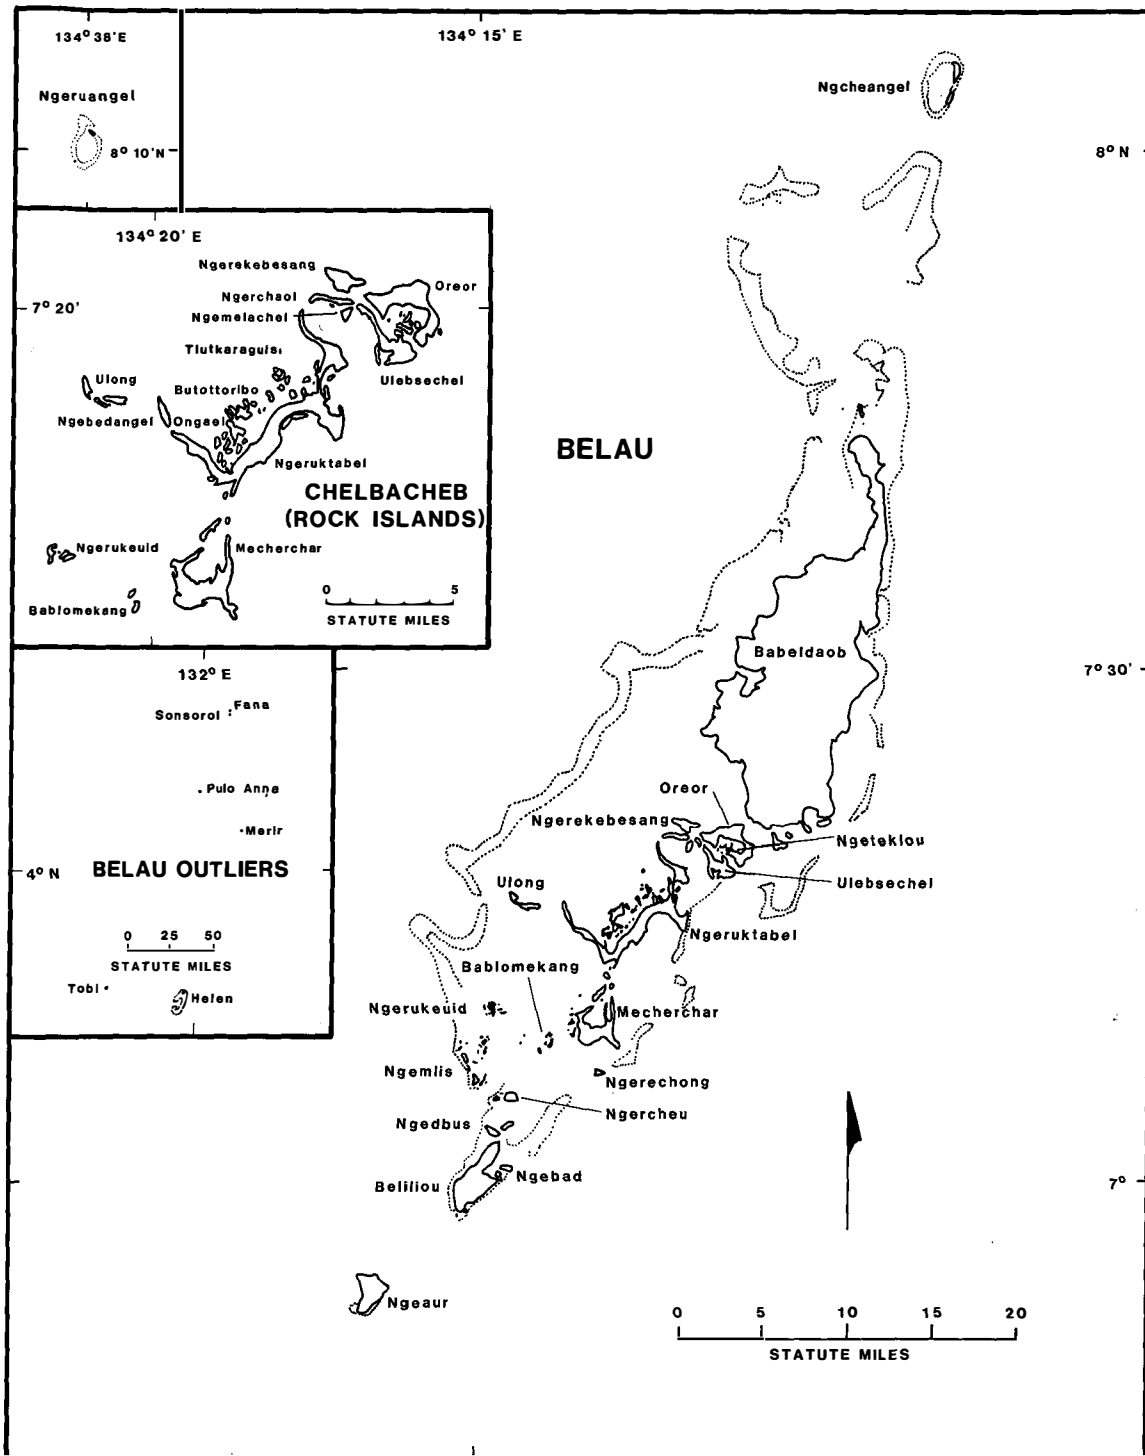 134° 38'E
Ngeruangel
8° 10'N
134° 15' E
Ngcheangel
8° N
134° 20' E
Ngerekebesang
Oreor
Ngerchaol
7° 20'
Ngemelachel
Tlutkaraguis
Ulebsechel
Ulong
Butottoribo
Ngebedangel
Ongael
Ngeruktabel
CHELBACHEB
(ROCK ISLANDS)
Ngerukeuid
Mecherchar
Bablomekang
0 5
STATUTE MILES
BELAU
132° E
Fana
Sonsorol
Pulo Anna
Merir
4° N
BELAU OUTLIERS
0 25 50
STATUTE MILES
Tobi
Helen
Babeldaob
7° 30'
Oreor
Ngerekebesang
Ngeteklou
Ulong
Ulebsechel
Ngeruktabel
Bablomekang
Ngerukeuid
Mecherchar
Ngemlis
Ngerechong
Ngercheu
Ngedbus
Ngebad
Beliliou
7°
Ngeaur
0 5 10 15 20
STATUTE MILES